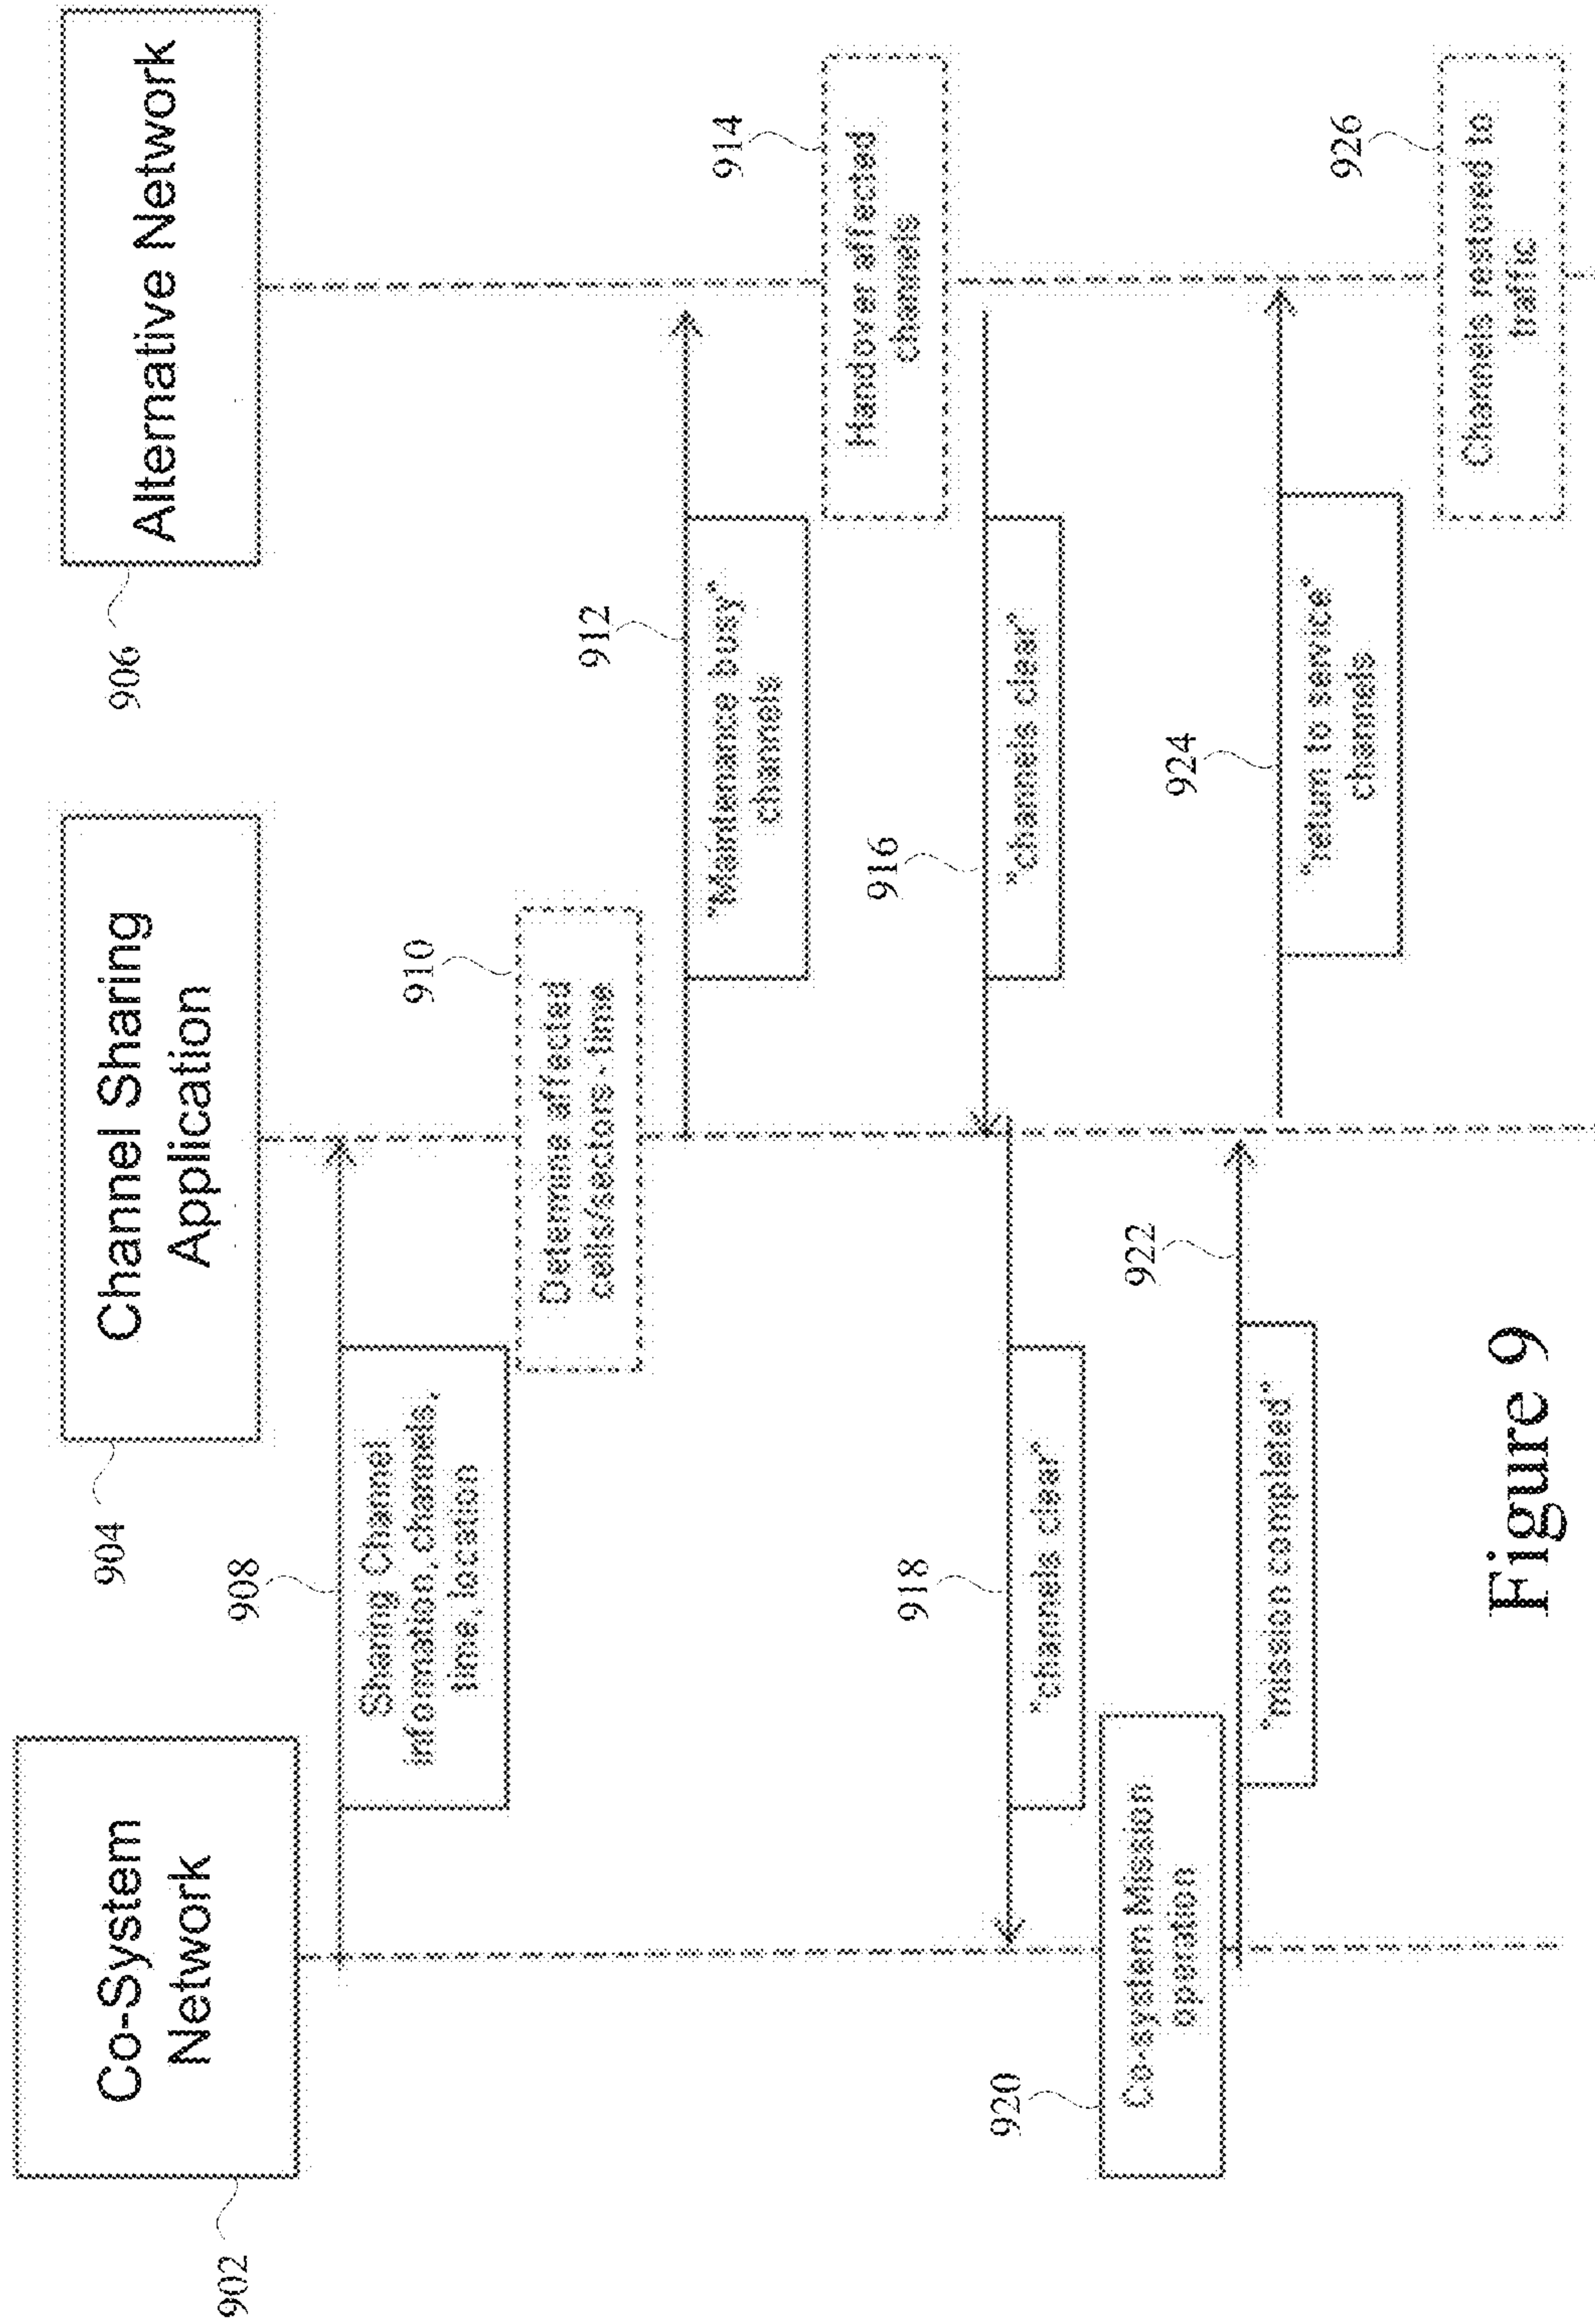 Co-System
Network
902
Channel Sharing
Application
904
Alternative Network
906
908
Sharing Channel
information, channels,
time, location
910
Determine affected
cells/sectors - time
912
"Maintenance busy"
channels
914
Handover affected
channels
916
"channels clear"
918
"channels clear"
920
Co-system Mission
operation
922
"mission completed"
924
"return to service"
channels
926
Channels restored to
traffic
Figure 9